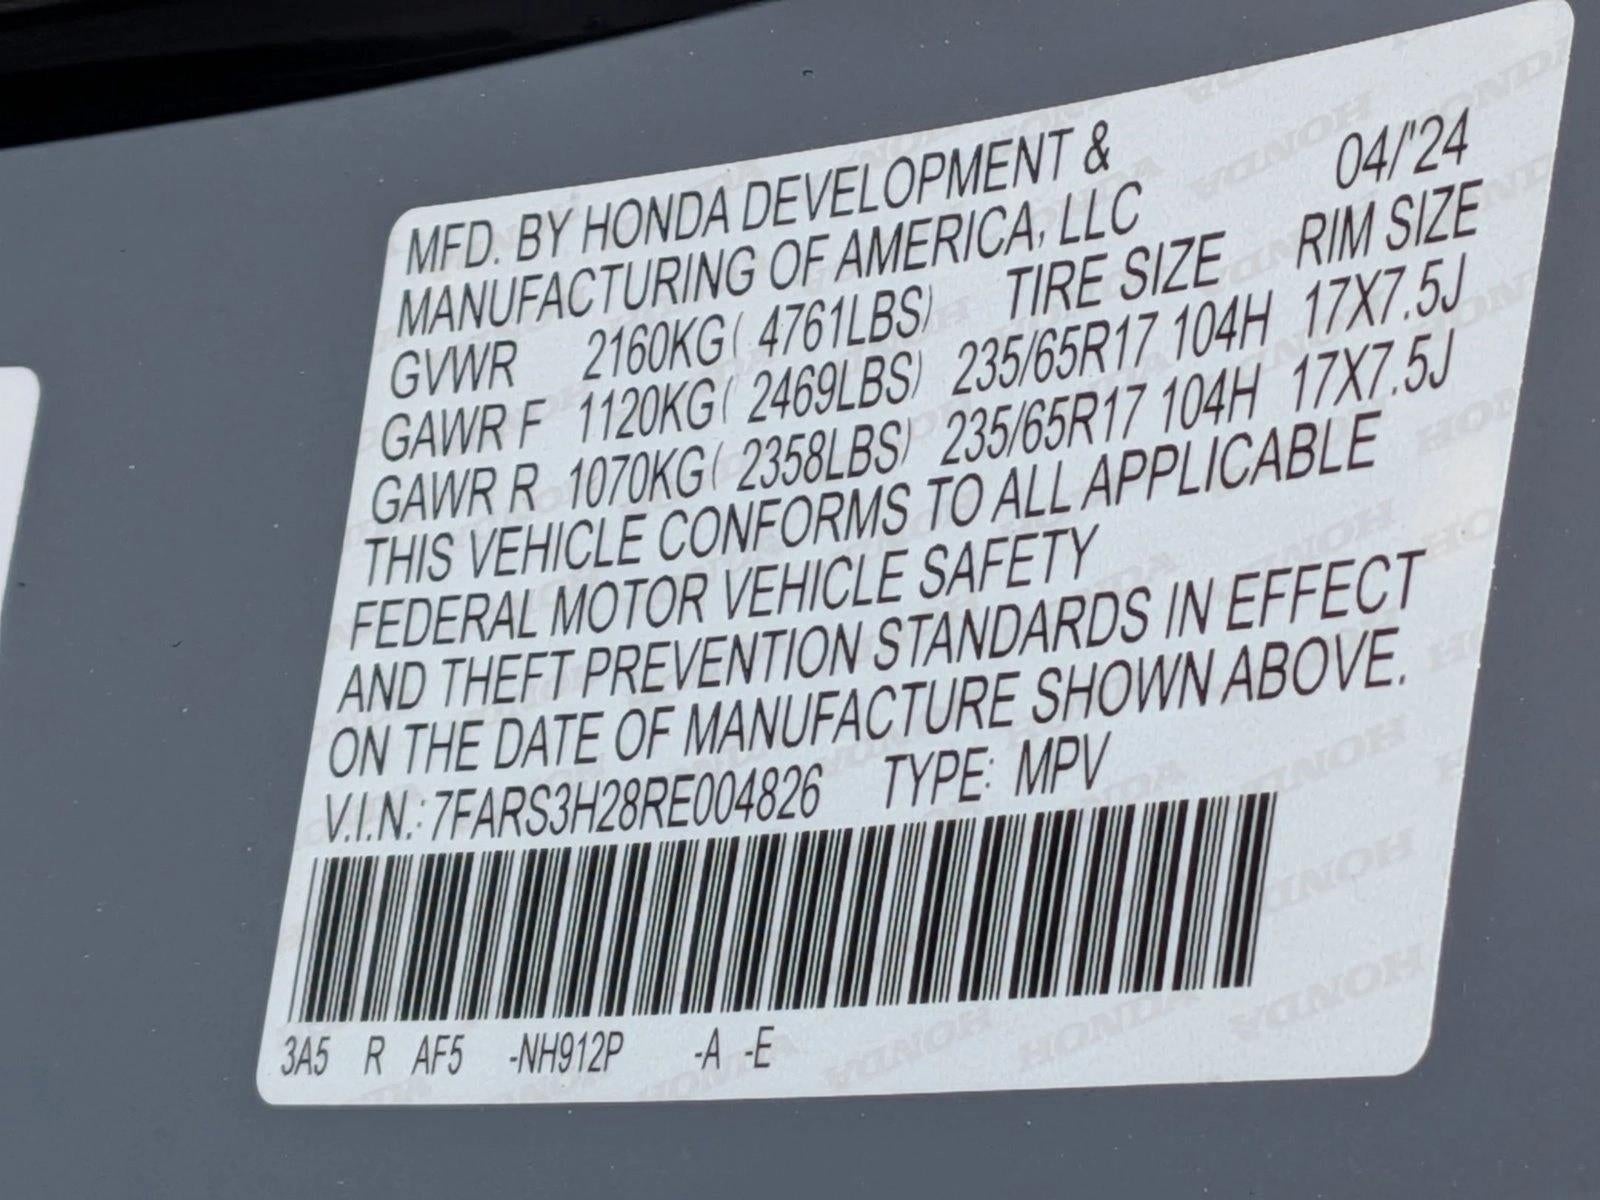 MFD. BY HONDA DEVELOPMENT & 04/'24
MANUFACTURING OF AMERICA, LLC
GVWR 2160KG( 4761LBS) TIRE SIZE RIM SIZE
GAWR F 1120KG( 2469LBS) 235/65R17 104H 17X7.5J
GAWR R 1070KG( 2358LBS) 235/65R17 104H 17X7.5J
THIS VEHICLE CONFORMS TO ALL APPLICABLE
FEDERAL MOTOR VEHICLE SAFETY
AND THEFT PREVENTION STANDARDS IN EFFECT
ON THE DATE OF MANUFACTURE SHOWN ABOVE.
V.I.N.: 7FARS3H28RE004826 TYPE: MPV
3A5 R AF5 -NH912P -A -E